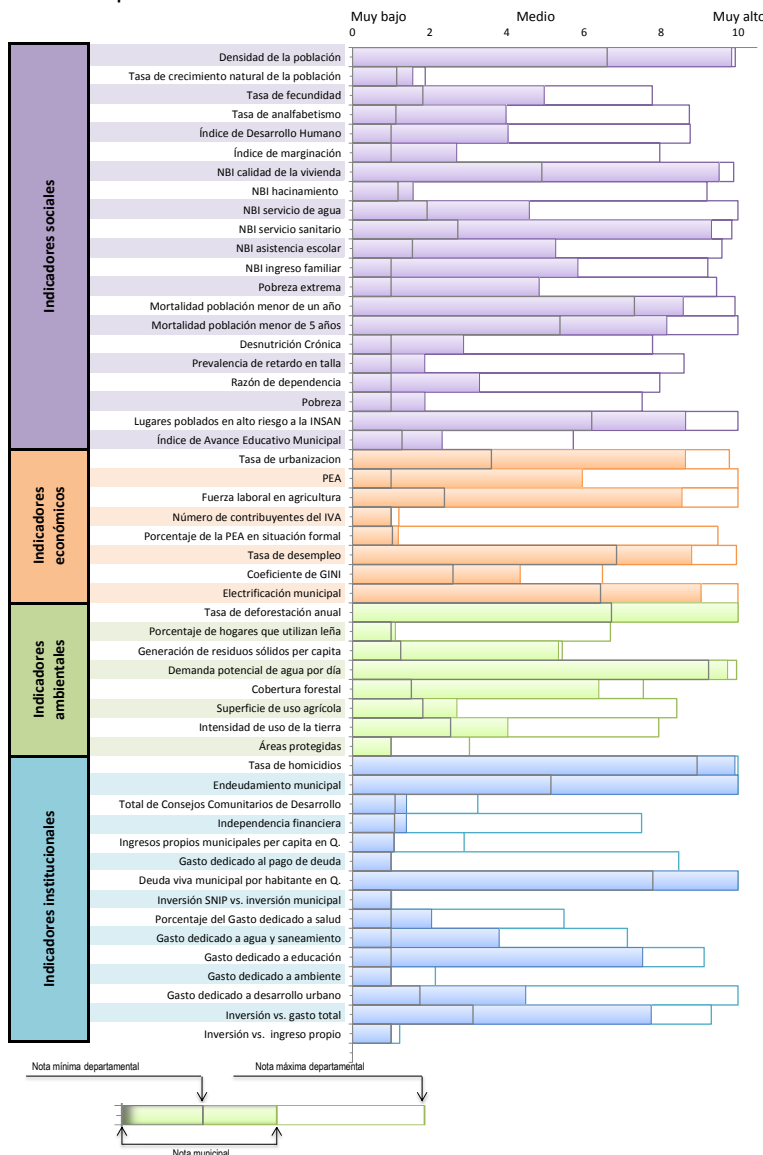 Muy bajo Medio Muy alto
0 2 4 6 8 10
Indicadores sociales
Densidad de la población
Tasa de crecimiento natural de la población
Tasa de fecundidad
Tasa de analfabetismo
Índice de Desarrollo Humano
Índice de marginación
NBI calidad de la vivienda
NBI hacinamiento
NBI servicio de agua
NBI servicio sanitario
NBI asistencia escolar
NBI ingreso familiar
Pobreza extrema
Mortalidad población menor de un año
Mortalidad población menor de 5 años
Desnutrición Crónica
Prevalencia de retardo en talla
Razón de dependencia
Pobreza
Lugares poblados en alto riesgo a la INSAN
Índice de Avance Educativo Municipal
Indicadores
económicos
Tasa de urbanizacion
PEA
Fuerza laboral en agricultura
Número de contribuyentes del IVA
Porcentaje de la PEA en situación formal
Tasa de desempleo
Coeficiente de GINI
Electrificación municipal
Indicadores
ambientales
Tasa de deforestación anual
Porcentaje de hogares que utilizan leña
Generación de residuos sólidos per capita
Demanda potencial de agua por día
Cobertura forestal
Superficie de uso agrícola
Intensidad de uso de la tierra
Áreas protegidas
Indicadores institucionales
Tasa de homicidios
Endeudamiento municipal
Total de Consejos Comunitarios de Desarrollo
Independencia financiera
Ingresos propios municipales per capita en Q.
Gasto dedicado al pago de deuda
Deuda viva municipal por habitante en Q.
Inversión SNIP vs. inversión municipal
Porcentaje del Gasto dedicado a salud
Gasto dedicado a agua y saneamiento
Gasto dedicado a educación
Gasto dedicado a ambiente
Gasto dedicado a desarrollo urbano
Inversión vs. gasto total
Inversión vs. ingreso propio
Nota mínima departamental Nota máxima departamental
Nota municipal